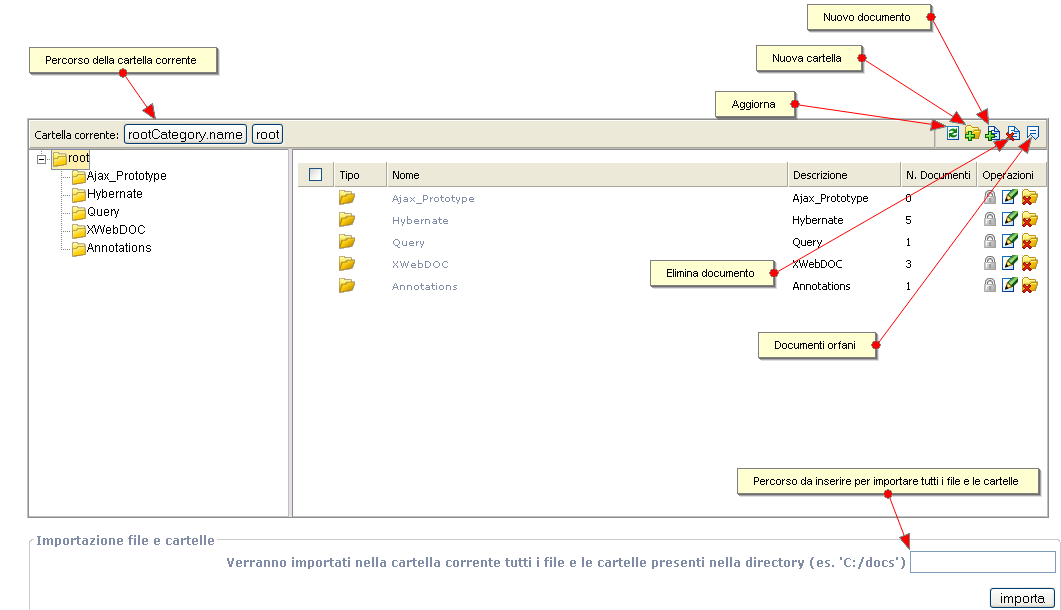 Nuovo documento
Percorso della cartella corrente
Nuova cartella
Aggiorna
Cartella corrente: rootCategory.name root
root
Ajax_Prototype
Hybernate
Query
XWebDOC
Annotations
Tipo Nome Descrizione N. Documenti Operazioni
Ajax_Prototype Ajax_Prototype 0
Hybernate Hybernate 5
Query Query 1
XWebDOC XWebDOC 3
Annotations Annotations 1
Elimina documento
Documenti orfani
Percorso da inserire per importare tutti i file e le cartelle
Importazione file e cartelle
Verranno importati nella cartella corrente tutti i file e le cartelle presenti nella directory (es. 'C:/docs')
importa